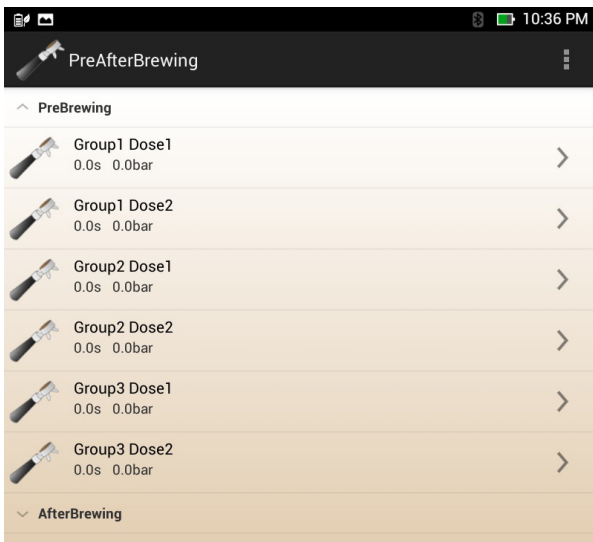 10:36 PM
PreAfterBrewing
PreBrewing
Group1 Dose1
0.0s 0.0bar
Group1 Dose2
0.0s 0.0bar
Group2 Dose1
0.0s 0.0bar
Group2 Dose2
0.0s 0.0bar
Group3 Dose1
0.0s 0.0bar
Group3 Dose2
0.0s 0.0bar
AfterBrewing